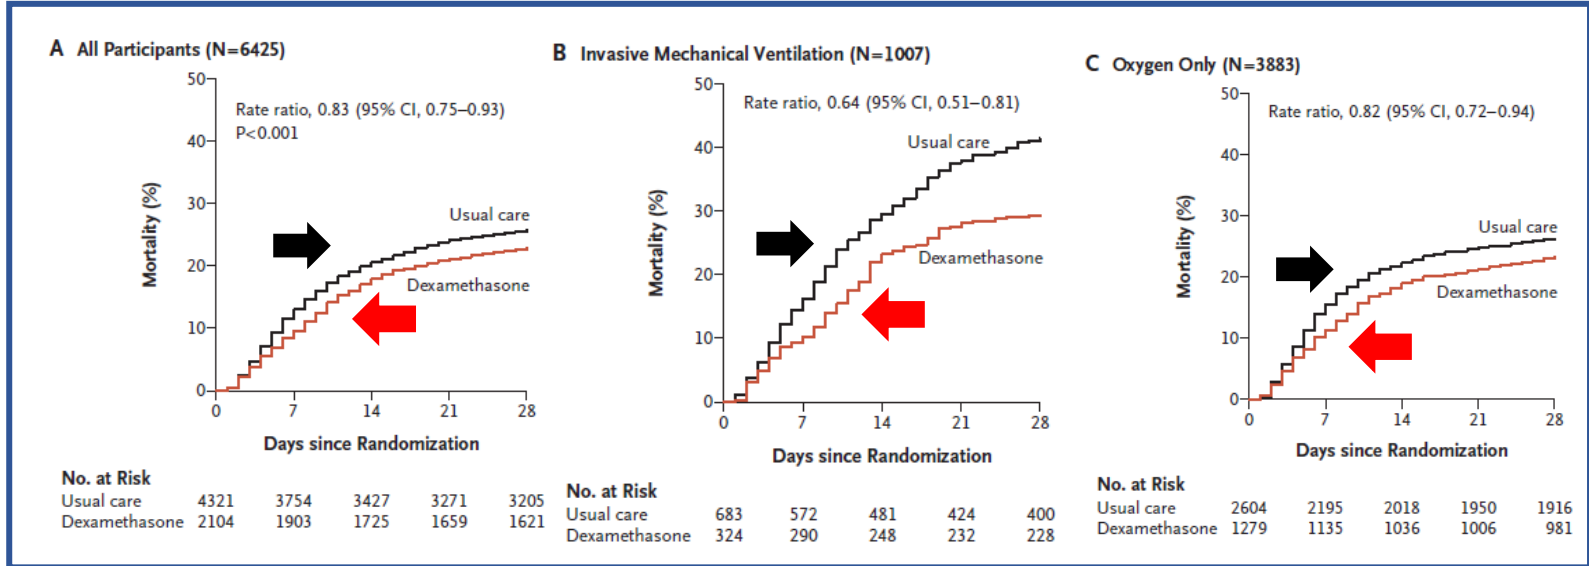 A All Participants (N=6425)
50
40
30
20
10
0
Mortality (%)
Rate ratio, 0.83 (95% CI, 0.75–0.93)
P<0.001
Usual care
Dexamethasone
0 7 14 21 28
Days since Randomization
No. at Risk
Usual care 4321 3754 3427 3271 3205
Dexamethasone 2104 1903 1725 1659 1621
B Invasive Mechanical Ventilation (N=1007)
50
40
30
20
10
0
Mortality (%)
Rate ratio, 0.64 (95% CI, 0.51–0.81)
Usual care
Dexamethasone
0 7 14 21 28
Days since Randomization
No. at Risk
Usual care 683 572 481 424 400
Dexamethasone 324 290 248 232 228
C Oxygen Only (N=3883)
50
40
30
20
10
0
Mortality (%)
Rate ratio, 0.82 (95% CI, 0.72–0.94)
Usual care
Dexamethasone
0 7 14 21 28
Days since Randomization
No. at Risk
Usual care 2604 2195 2018 1950 1916
Dexamethasone 1279 1135 1036 1006 981